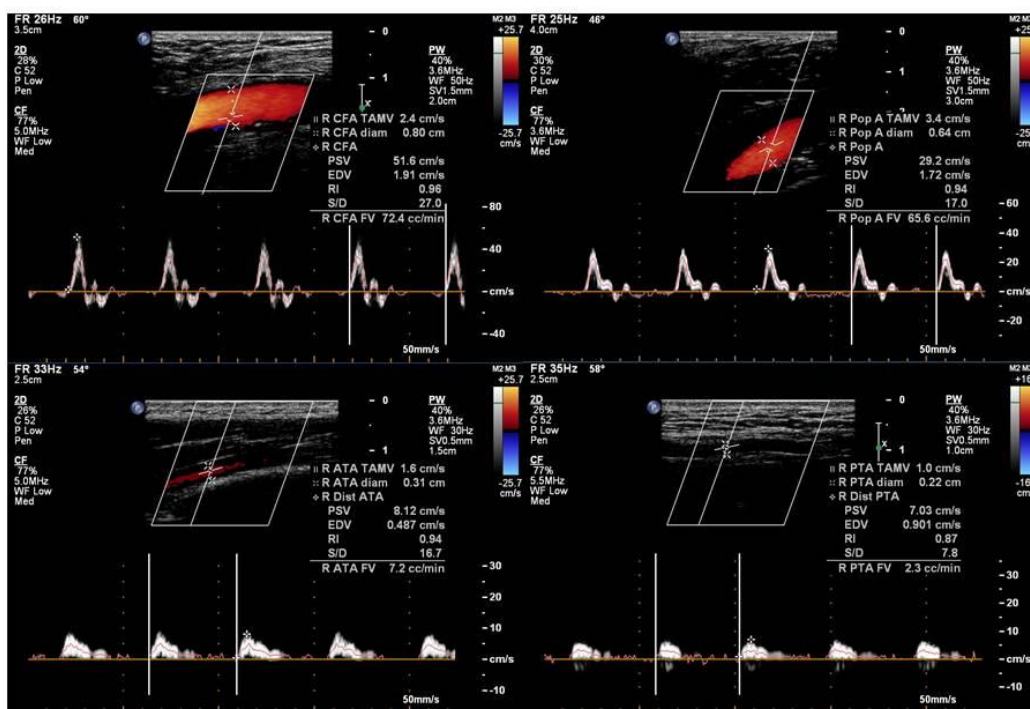 FR 26Hz 60°
3.5cm
2D
28%
C 52
P Low
Pen
CF
77%
5.0MHz
WF Low
Med
P
0
1
x
M2 M3
+25.7
-25.7
cm/s
PW
40%
3.6MHz
WF 50Hz
SV1.5mm
2.0cm
R CFA TAMV 2.4 cm/s
R CFA diam 0.80 cm
R CFA
PSV 51.6 cm/s
EDV 1.91 cm/s
RI 0.96
S/D 27.0
R CFA FV 72.4 cc/min
80
40
cm/s
-40
50mm/s
FR 25Hz 46°
4.0cm
2D
30%
C 52
P Low
Pen
CF
77%
3.6MHz
WF Low
Med
P
0
1
M2 M3
+25.7
-25.7
cm/s
PW
40%
3.6MHz
WF 50Hz
SV1.5mm
3.0cm
R Pop A TAMV 3.4 cm/s
R Pop A diam 0.64 cm
R Pop A
PSV 29.2 cm/s
EDV 1.72 cm/s
RI 0.94
S/D 17.0
R Pop A FV 65.6 cc/min
60
40
20
cm/s
-20
50mm/s
FR 33Hz 54°
2.5cm
2D
26%
C 52
P Low
Pen
CF
77%
5.0MHz
WF Low
Med
P
0
1
M2 M3
+25.7
-25.7
cm/s
PW
40%
3.6MHz
WF 30Hz
SV0.5mm
1.5cm
R ATA TAMV 1.6 cm/s
R ATA diam 0.31 cm
R Dist ATA
PSV 8.12 cm/s
EDV 0.487 cm/s
RI 0.94
S/D 16.7
R ATA FV 7.2 cc/min
30
20
10
cm/s
-10
50mm/s
FR 35Hz 58°
2.5cm
2D
26%
C 52
P Low
Pen
CF
77%
5.5MHz
WF Low
Med
P
0
1
x
M2 M3
+16
-16
cm/s
PW
40%
3.6MHz
WF 30Hz
SV0.5mm
1.0cm
R PTA TAMV 1.0 cm/s
R PTA diam 0.22 cm
R Dist PTA
PSV 7.03 cm/s
EDV 0.901 cm/s
RI 0.87
S/D 7.8
R PTA FV 2.3 cc/min
30
20
10
cm/s
-10
50mm/s